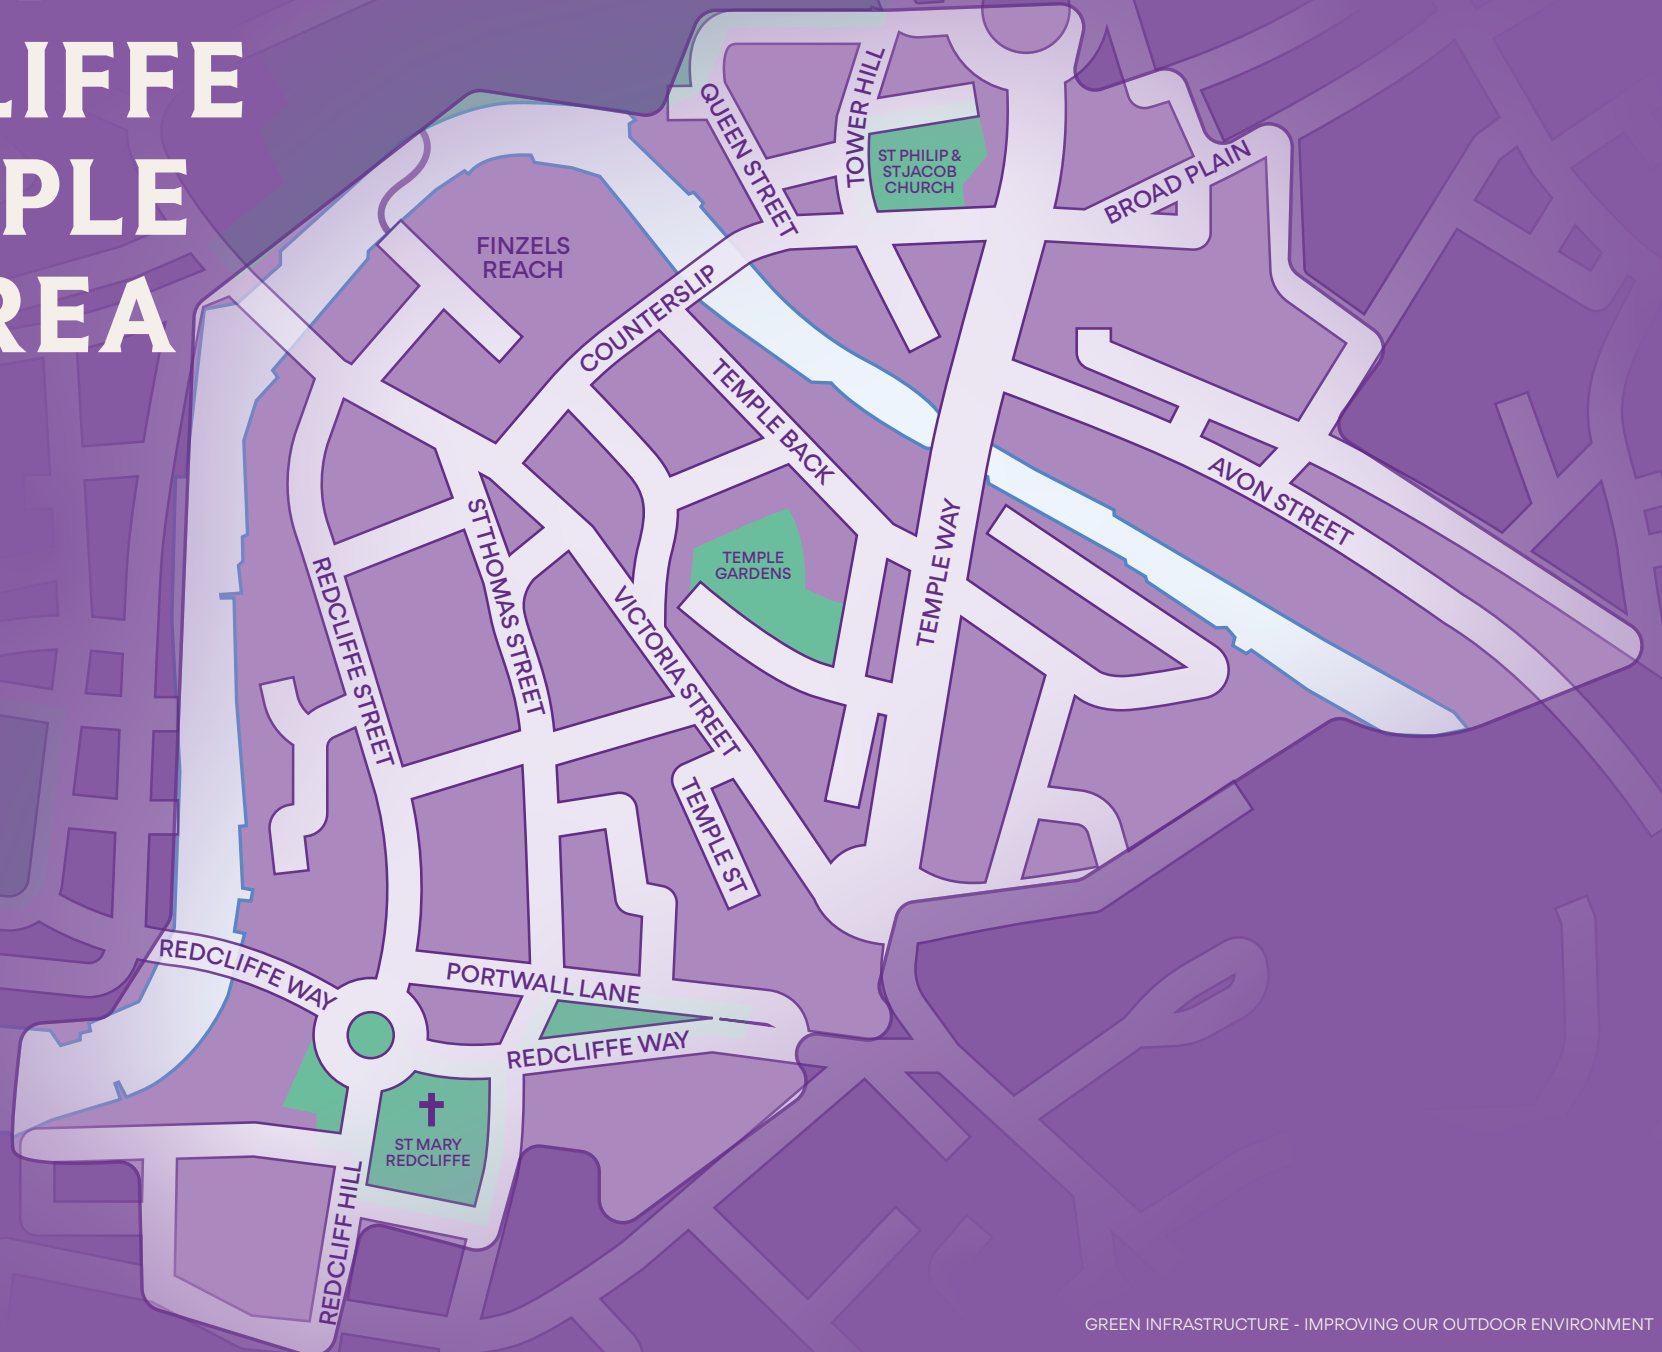 LIFFE
PLE
REA
QUEEN STREET
TOWER HILL
ST PHILIP &
STJACOB
CHURCH
BROAD PLAIN
FINZELS
REACH
COUNTERSLIP
TEMPLE BACK
AVON STREET
TEMPLE WAY
ST THOMAS STREET
TEMPLE
GARDENS
REDCLIFFE STREET
VICTORIA STREET
TEMPLE ST
REDCLIFFE WAY
PORTWALL LANE
REDCLIFFE WAY
ST MARY
REDCLIFFE
REDCLIFF HILL
GREEN INFRASTRUCTURE - IMPROVING OUR OUTDOOR ENVIRONMENT